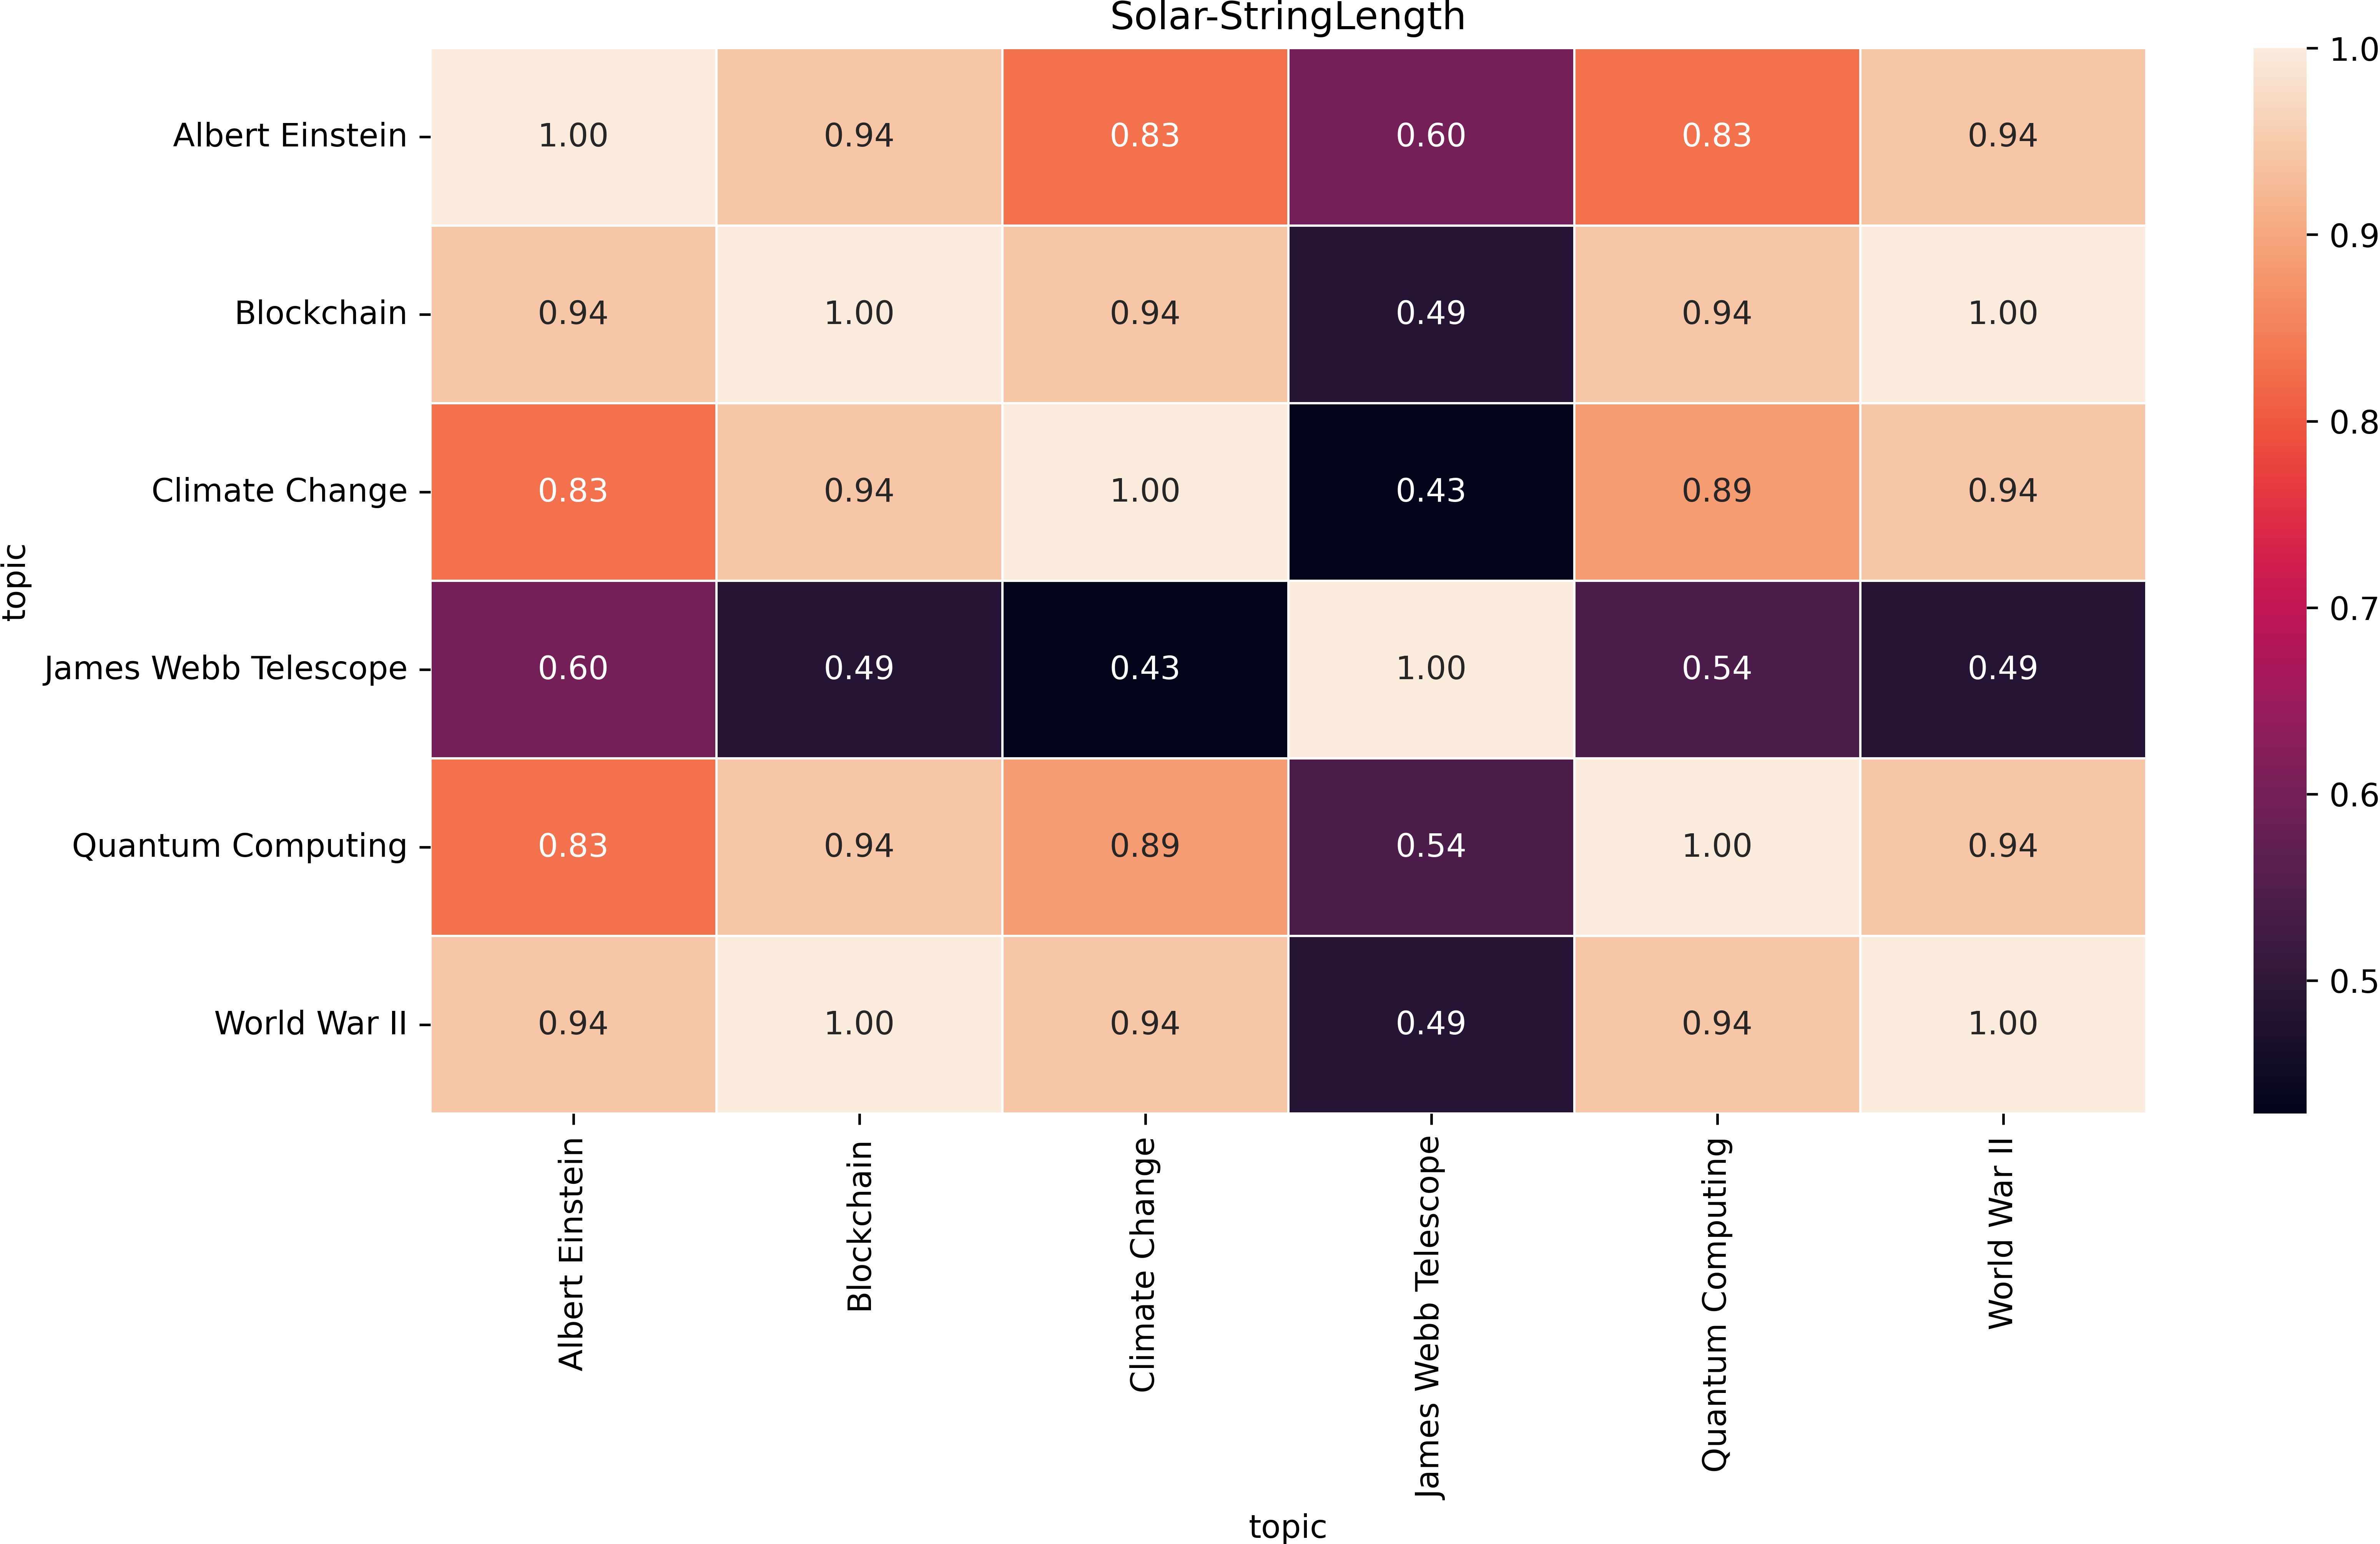 Solar-StringLength
Albert Einstein 1.00 0.94 0.83 0.60 0.83 0.94
Blockchain 0.94 1.00 0.94 0.49 0.94 1.00
Climate Change 0.83 0.94 1.00 0.43 0.89 0.94
James Webb Telescope 0.60 0.49 0.43 1.00 0.54 0.49
Quantum Computing 0.83 0.94 0.89 0.54 1.00 0.94
World War II 0.94 1.00 0.94 0.49 0.94 1.00
topic
Albert Einstein
Blockchain
Climate Change
James Webb Telescope
Quantum Computing
World War II
topic
1.0
0.9
0.8
0.7
0.6
0.5